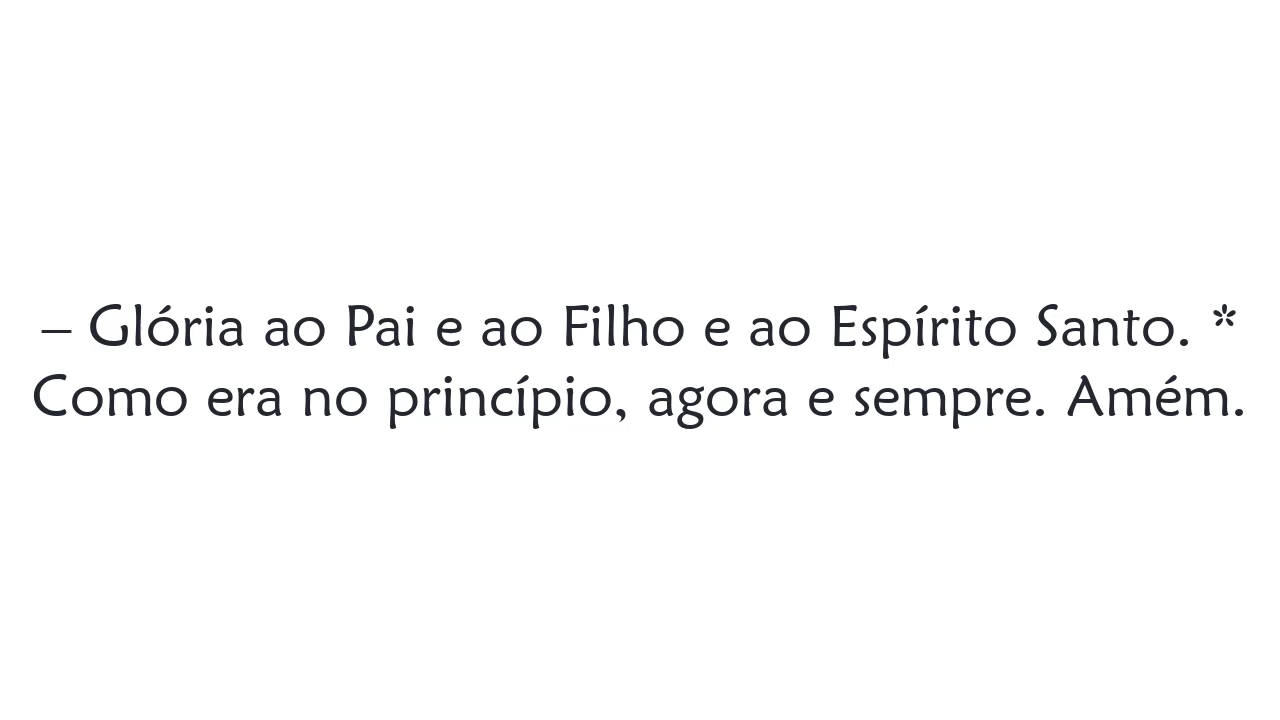 – Glória ao Pai e ao Filho e ao Espírito Santo. *
Como era no princípio, agora e sempre. Amém.